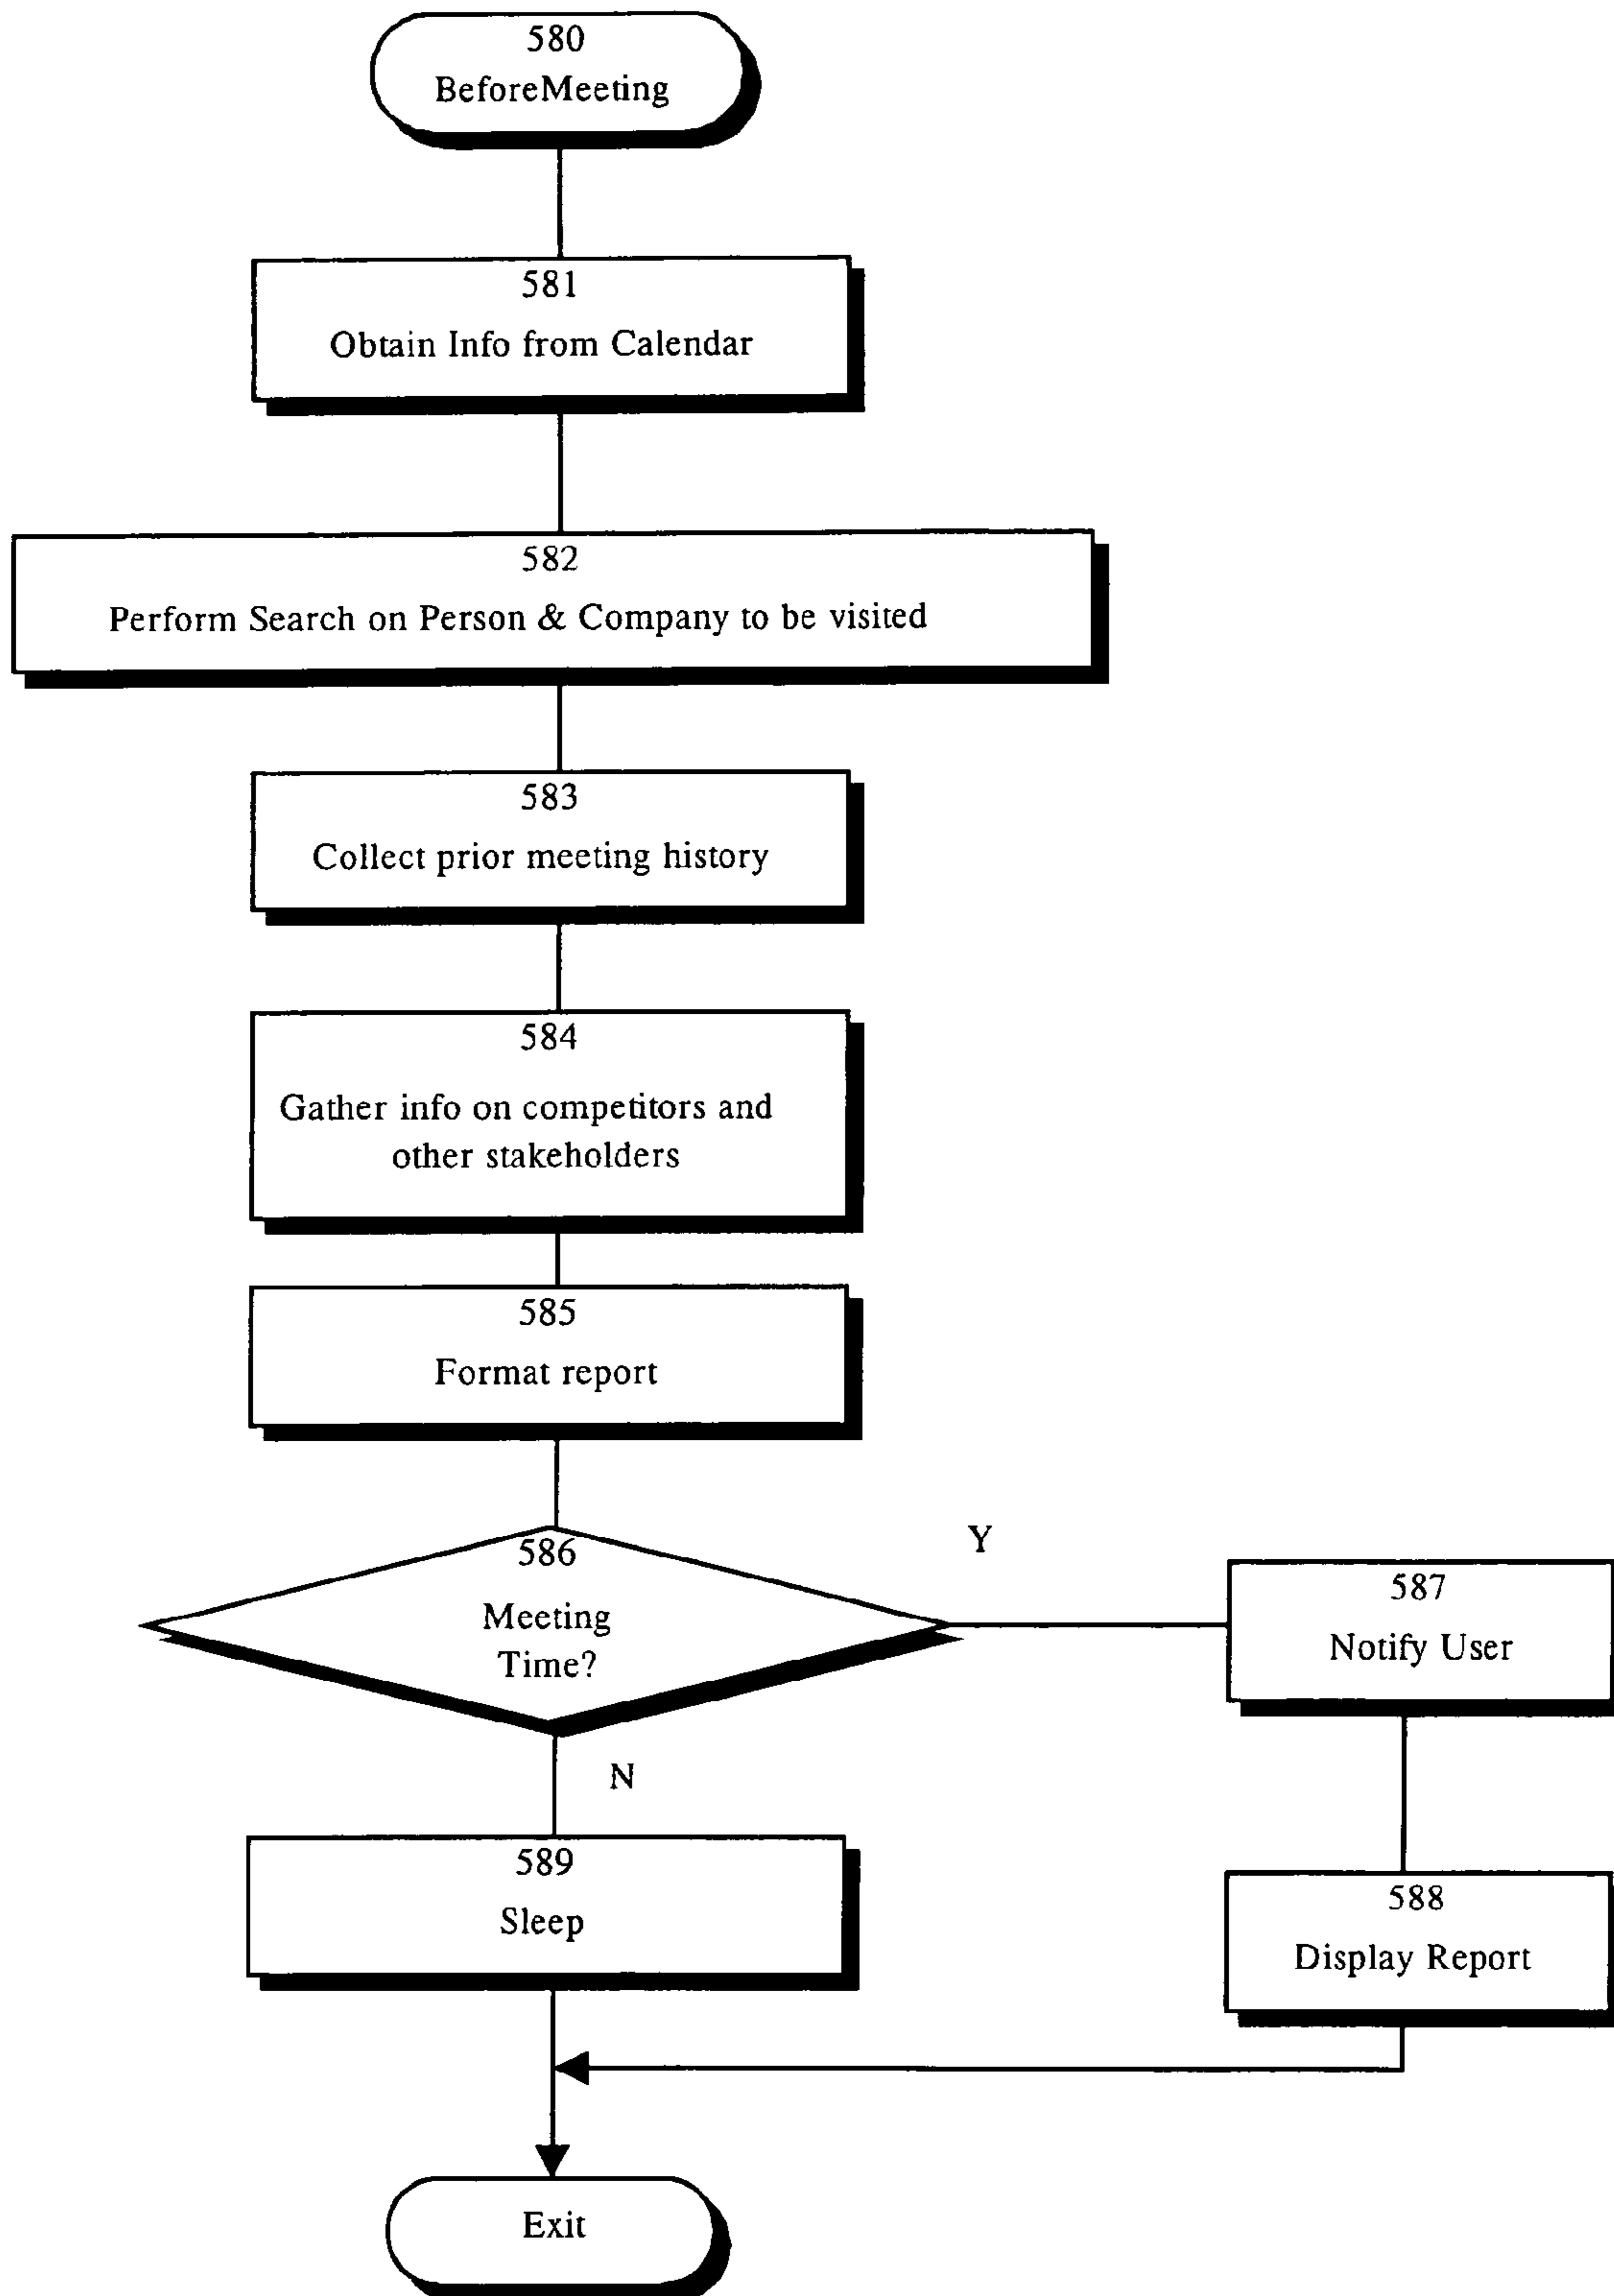 580
BeforeMeeting
581
Obtain Info from Calendar
582
Perform Search on Person & Company to be visited
583
Collect prior meeting history
584
Gather info on competitors and
other stakeholders
585
Format report
586
Meeting
Time?
Y
587
Notify User
N
589
Sleep
588
Display Report
Exit